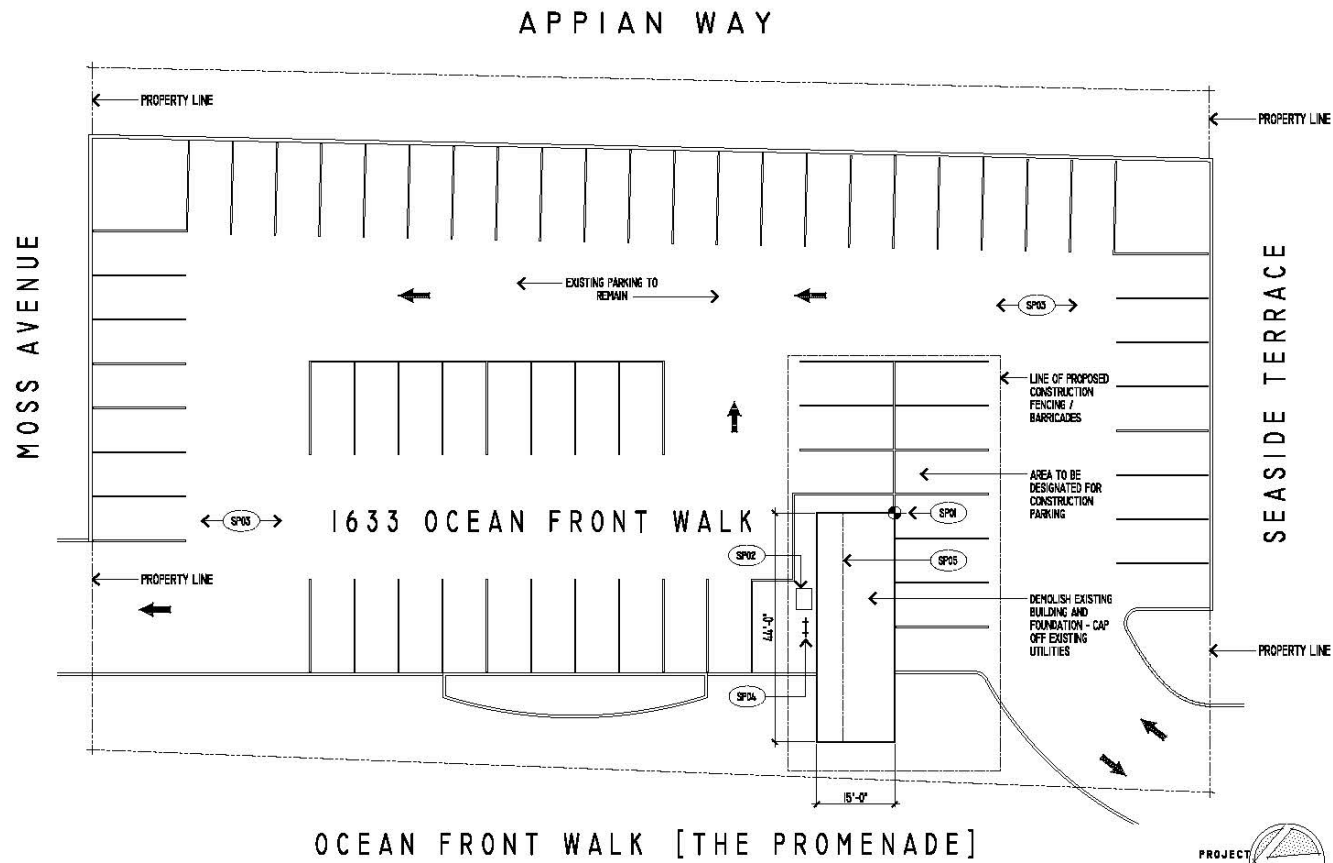 APPIAN WAY
PROPERTY LINE
PROPERTY LINE
MOSS AVENUE
SEASIDE TERRACE
EXISTING PARKING TO
REMAIN
SP03
LINE OF PROPOSED
CONSTRUCTION
FENCING /
BARRICADES
AREA TO BE
DESIGNATED FOR
CONSTRUCTION
PARKING
SP03
1633 OCEAN FRONT WALK
SP01
SP02
SP05
PROPERTY LINE
DEMOLISH EXISTING
BUILDING AND
FOUNDATION - CAP
OFF EXISTING
UTILITIES
44'-0"
PROPERTY LINE
SP04
15'-0"
OCEAN FRONT WALK [THE PROMENADE]
PROJECT